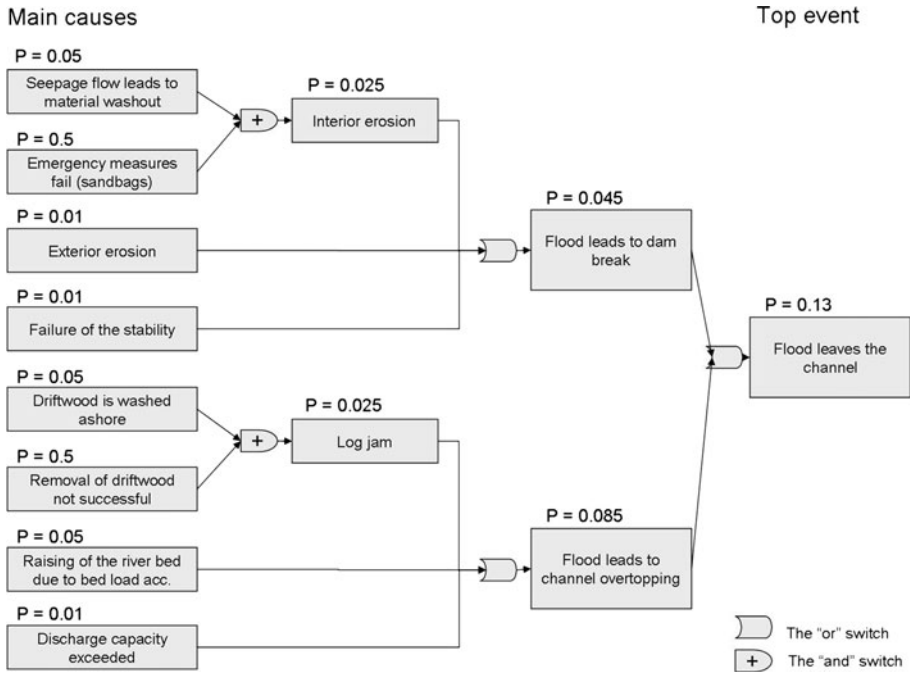 Main causes
Top event
P = 0.05
Seepage flow leads to
material washout
P = 0.5
Emergency measures
fail (sandbags)
+
P = 0.025
Interior erosion
P = 0.01
Exterior erosion
P = 0.01
Failure of the stability
P = 0.045
Flood leads to dam
break
P = 0.05
Driftwood is washed
ashore
P = 0.5
Removal of driftwood
not successful
+
P = 0.025
Log jam
P = 0.05
Raising of the river bed
due to bed load acc.
P = 0.01
Discharge capacity
exceeded
P = 0.085
Flood leads to
channel overtopping
P = 0.13
Flood leaves the
channel
The “or” switch
+
The “and” switch